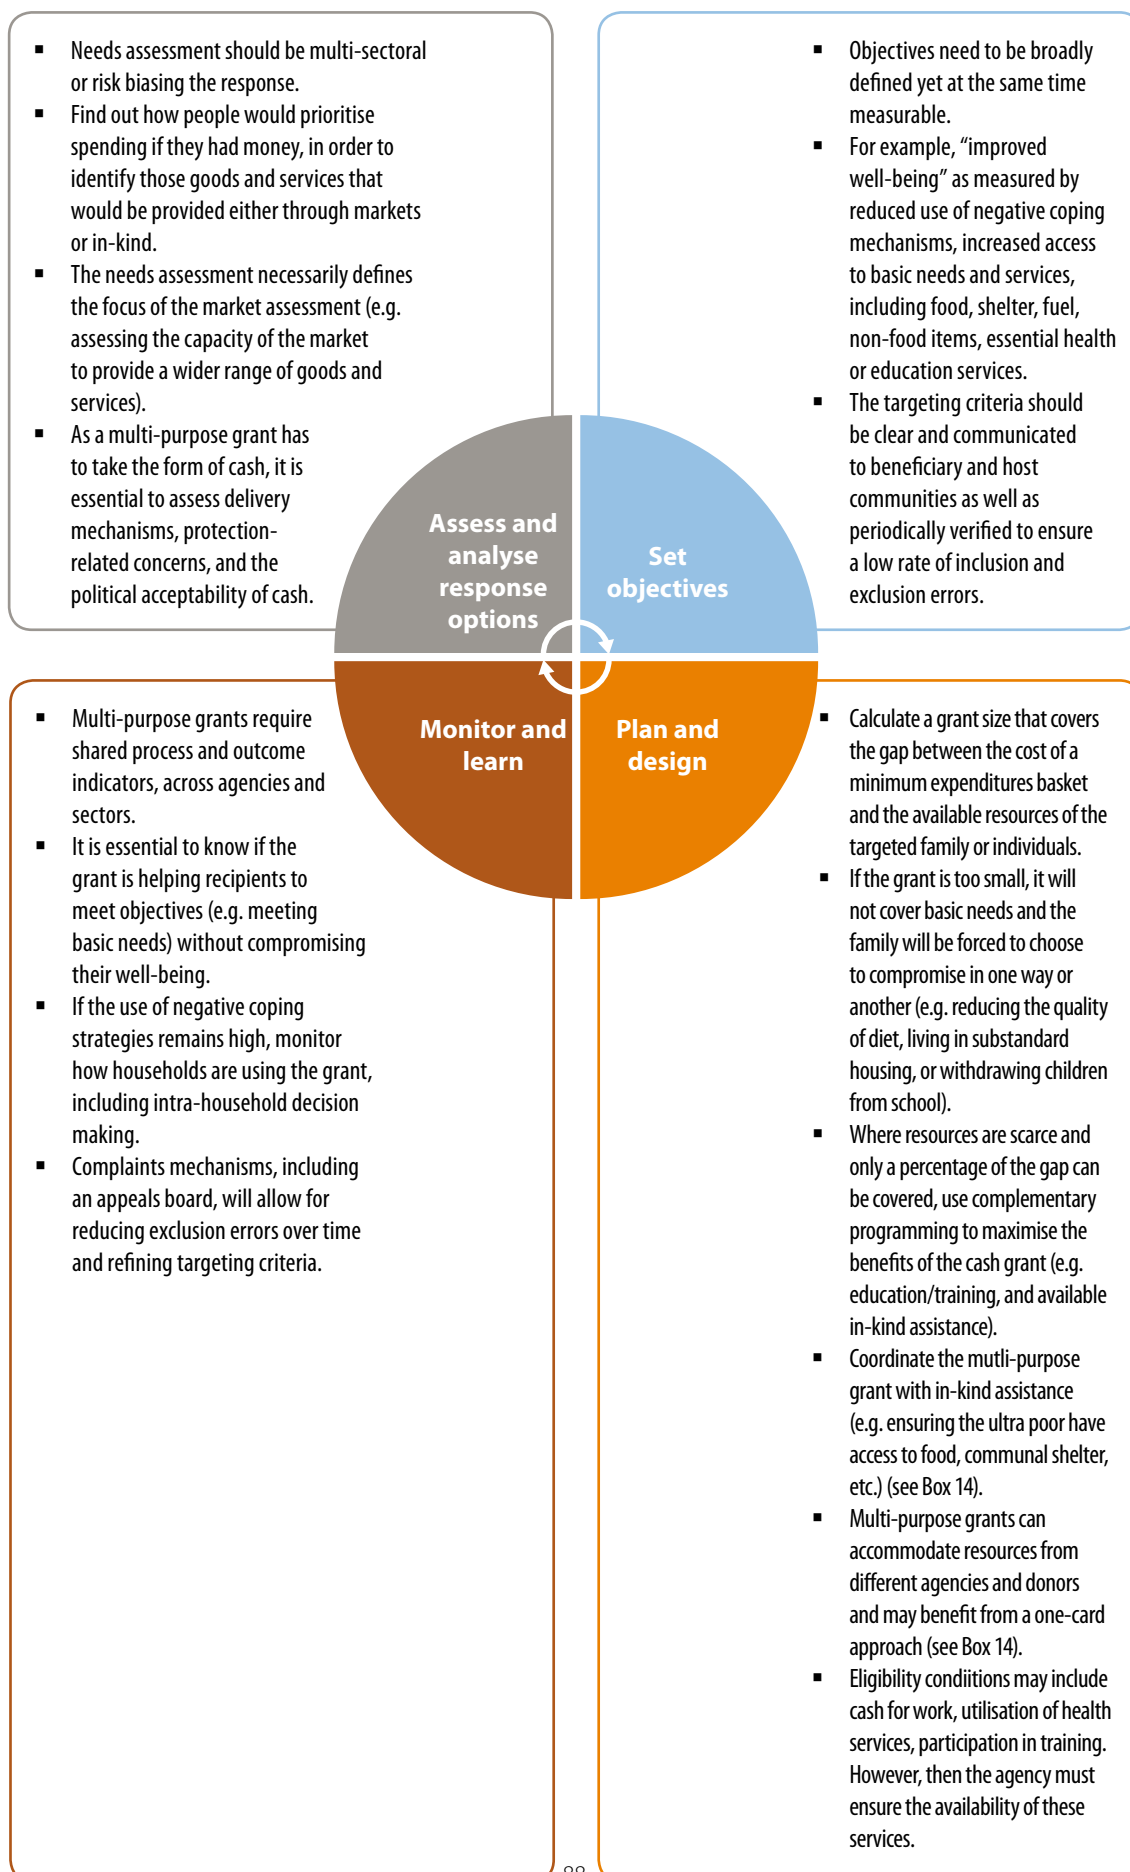 ▪ Needs assessment should be multi-sectoral
or risk biasing the response.
▪ Find out how people would prioritise
spending if they had money, in order to
identify those goods and services that
would be provided either through markets
or in-kind.
▪ The needs assessment necessarily defines
the focus of the market assessment (e.g.
assessing the capacity of the market
to provide a wider range of goods and
services).
▪ As a multi-purpose grant has
to take the form of cash, it is
essential to assess delivery
mechanisms, protection-
related concerns, and the
political acceptability of cash.
▪ Objectives need to be broadly
defined yet at the same time
measurable.
▪ For example, “improved
well-being” as measured by
reduced use of negative coping
mechanisms, increased access
to basic needs and services,
including food, shelter, fuel,
non-food items, essential health
or education services.
▪ The targeting criteria should
be clear and communicated
to beneficiary and host
communities as well as
periodically verified to ensure
a low rate of inclusion and
exclusion errors.
Assess and
analyse
response
options
Set
objectives
Monitor and
learn
Plan and
design
▪ Multi-purpose grants require
shared process and outcome
indicators, across agencies and
sectors.
▪ It is essential to know if the
grant is helping recipients to
meet objectives (e.g. meeting
basic needs) without compromising
their well-being.
▪ If the use of negative coping
strategies remains high, monitor
how households are using the grant,
including intra-household decision
making.
▪ Complaints mechanisms, including
an appeals board, will allow for
reducing exclusion errors over time
and refining targeting criteria.
▪ Calculate a grant size that covers
the gap between the cost of a
minimum expenditures basket
and the available resources of the
targeted family or individuals.
▪ If the grant is too small, it will
not cover basic needs and the
family will be forced to choose
to compromise in one way or
another (e.g. reducing the quality
of diet, living in substandard
housing, or withdrawing children
from school).
▪ Where resources are scarce and
only a percentage of the gap can
be covered, use complementary
programming to maximise the
benefits of the cash grant (e.g.
education/training, and available
in-kind assistance).
▪ Coordinate the mutli-purpose
grant with in-kind assistance
(e.g. ensuring the ultra poor have
access to food, communal shelter,
etc.) (see Box 14).
▪ Multi-purpose grants can
accommodate resources from
different agencies and donors
and may benefit from a one-card
approach (see Box 14).
▪ Eligibility condiitions may include
cash for work, utilisation of health
services, participation in training.
However, then the agency must
ensure the availability of these
services.